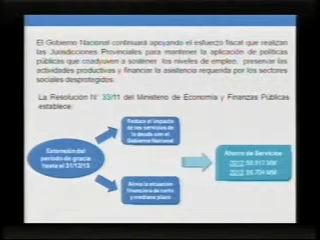 El Gobierno Nacional continuará apoyando el esfuerzo fiscal que realizan
las Jurisdicciones Provinciales para mantener la aplicación de políticas
públicas que coadyuven a sostener los niveles de empleo, preservar las
actividades productivas y financiar la asistencia requerida por los sectores
sociales desprotegidos.
La Resolución N° 33/11 del Ministerio de Economía y Finanzas Públicas
establece:
Reduce el impacto
de los servicios de
la deuda con el
Gobierno Nacional
Extensión del
período de gracia
hasta el 31/12/13
Ahorro de Servicios
2012
2013
Alivia la situación
financiera de corto
y mediano plazo